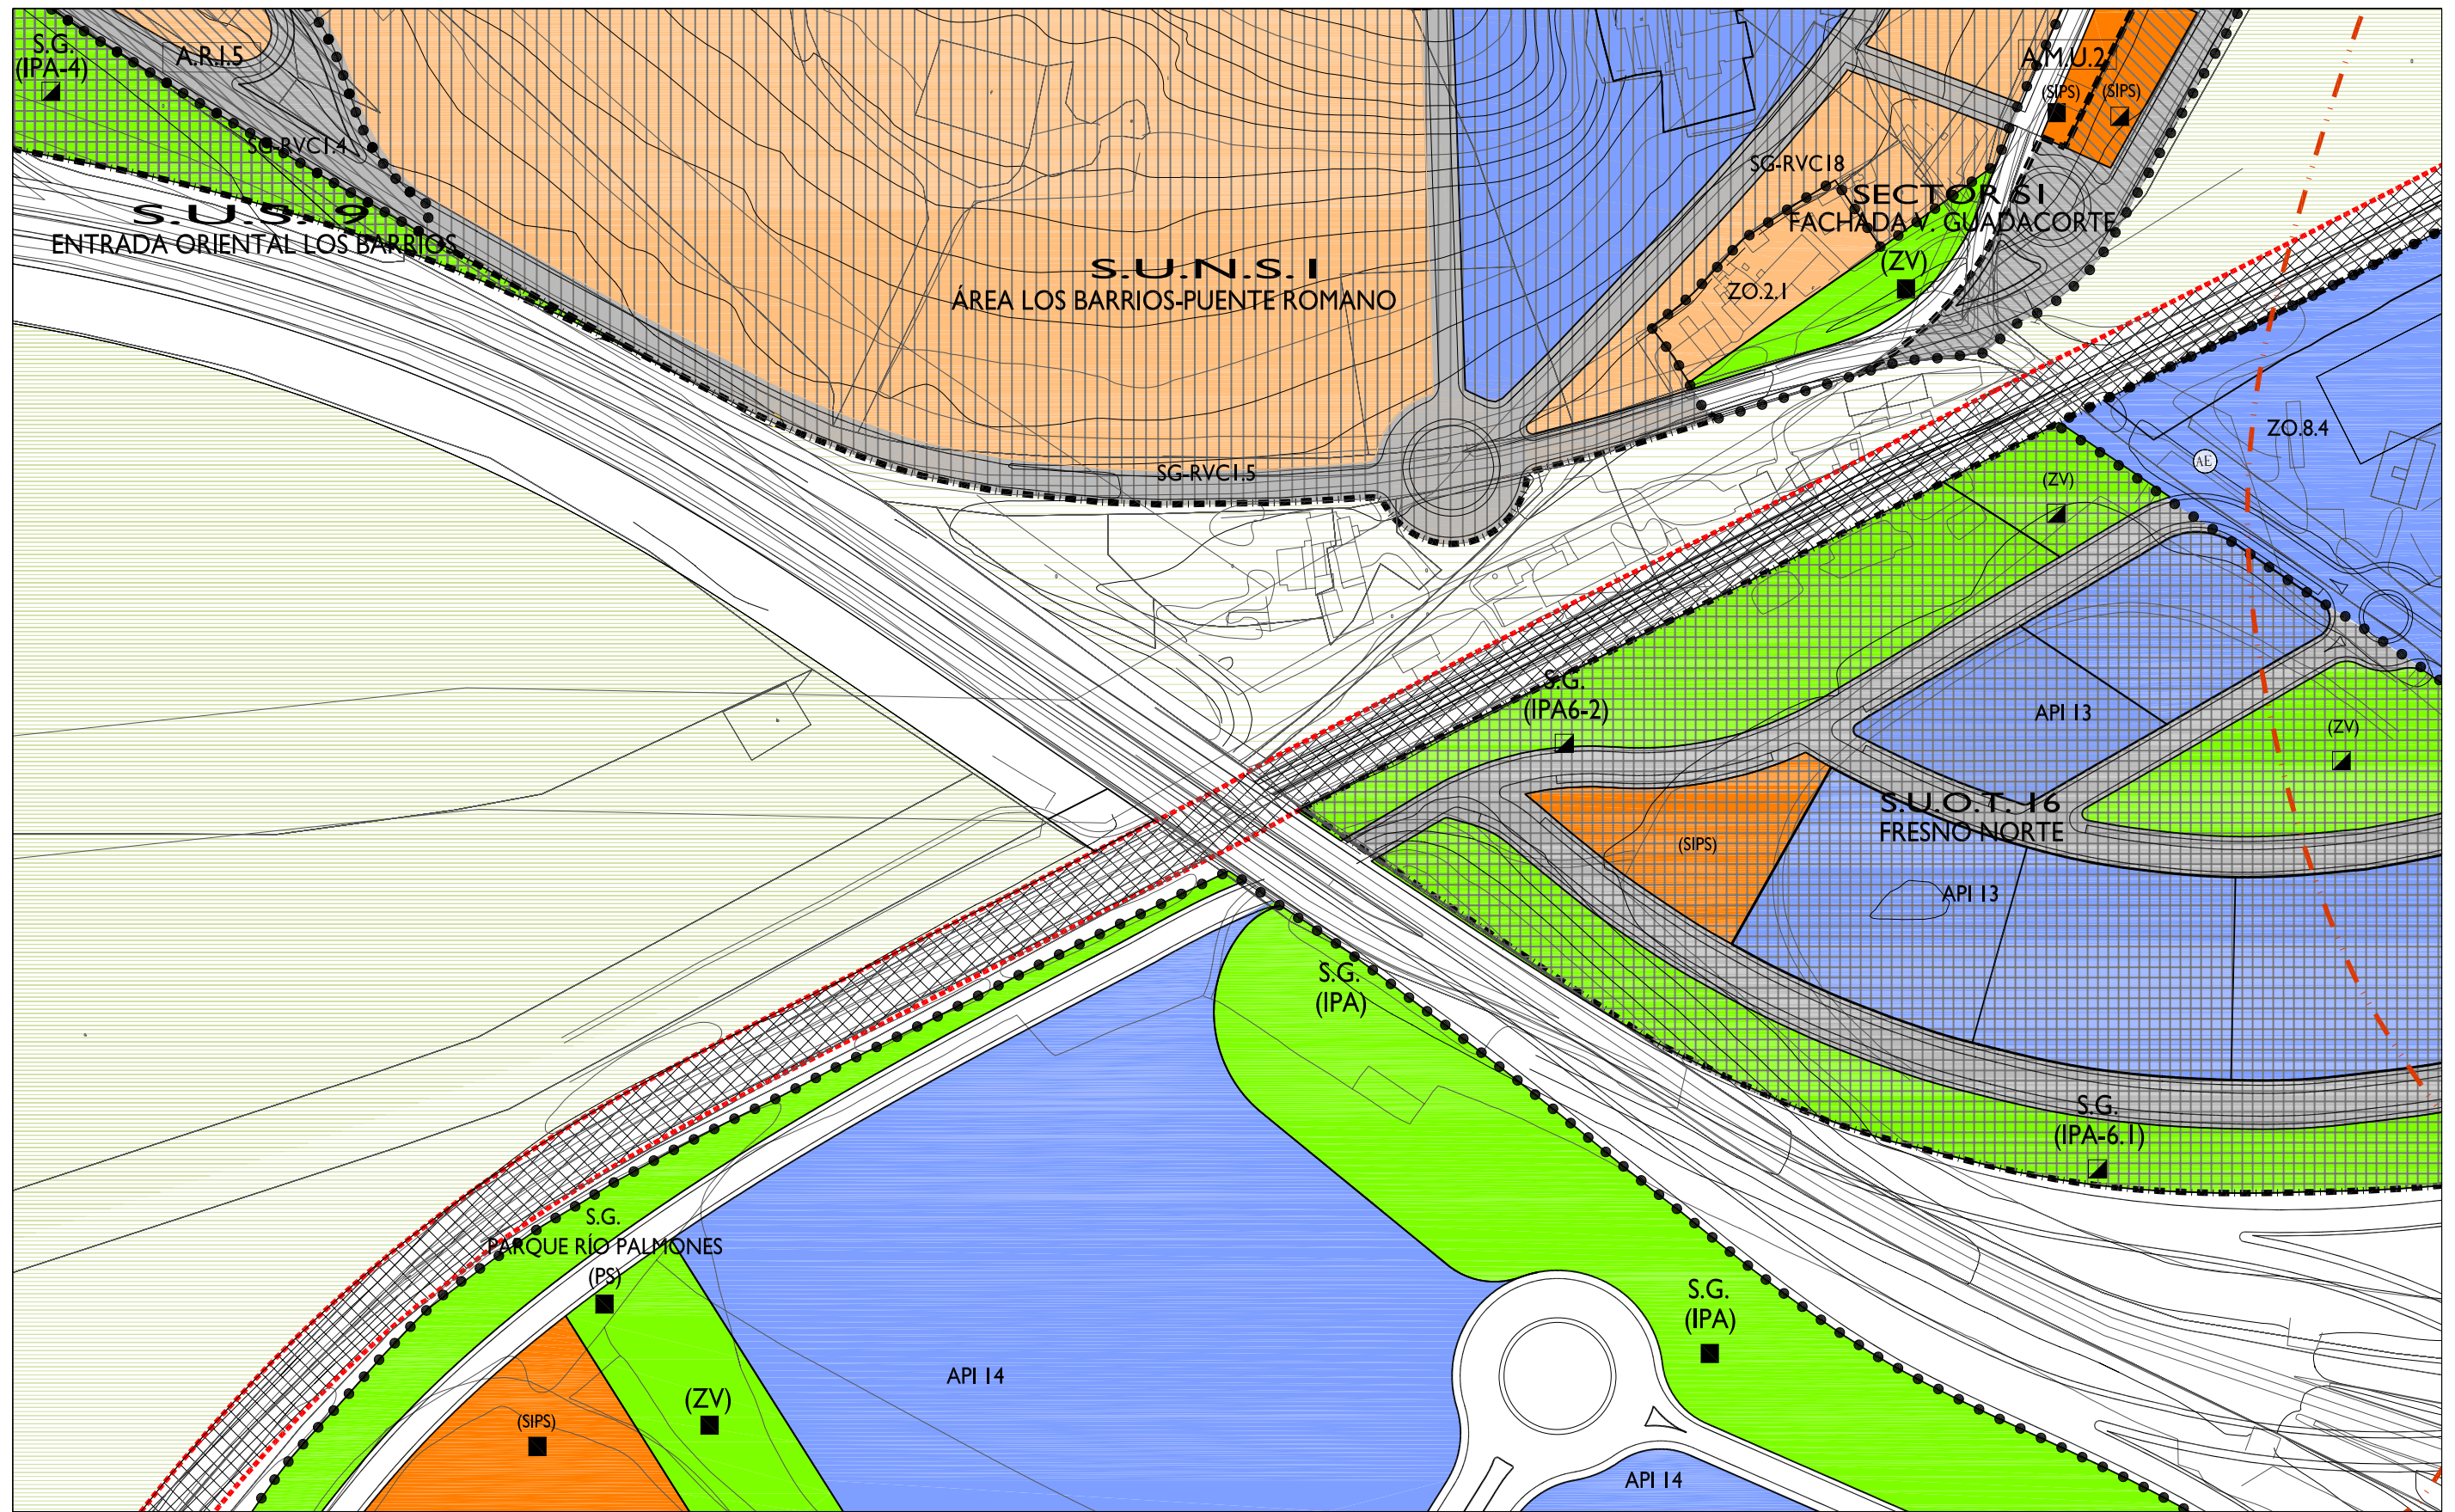 S.G.
(IPA-4)
A.R.I.5
SG-RVC1.4
S.U.S. 9
ENTRADA ORIENTAL LOS BARRIOS
S.U.N.S. I
ÁREA LOS BARRIOS-PUENTE ROMANO
SG-RVC1.5
A.M.U.2
(SIPS)
(SIPS)
SG-RVC18
SECTOR SI
FACHADA V. GUADACORTE
(ZV)
ZO.2.1
ZO.8.4
AE
(ZV)
S.G.
(IPA6-2)
API 13
(ZV)
S.U.O.T. 16
FRESNO NORTE
(SIPS)
API 13
S.G.
(IPA)
S.G.
(IPA-6.1)
S.G.
PARQUE RÍO PALMONES
(PS)
S.G.
(IPA)
API 14
(ZV)
(SIPS)
API 14